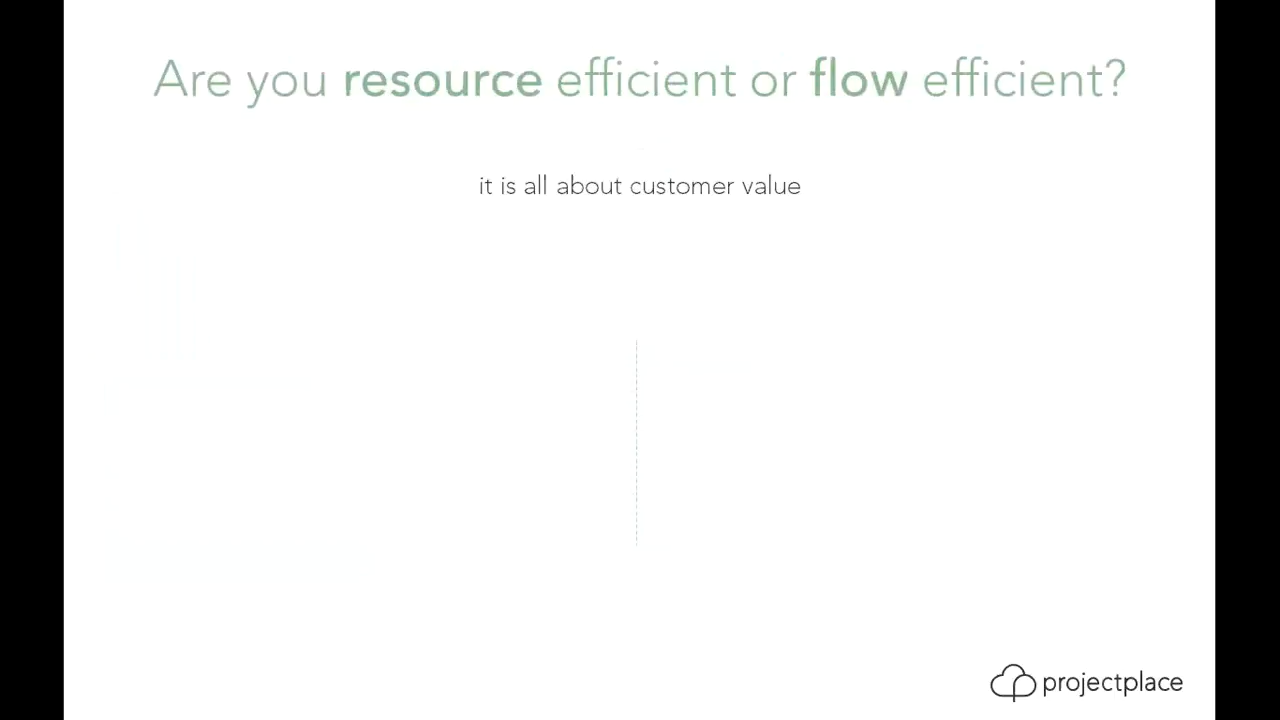 Are you resource efficient or flow efficient?
it is all about customer value
projectplace